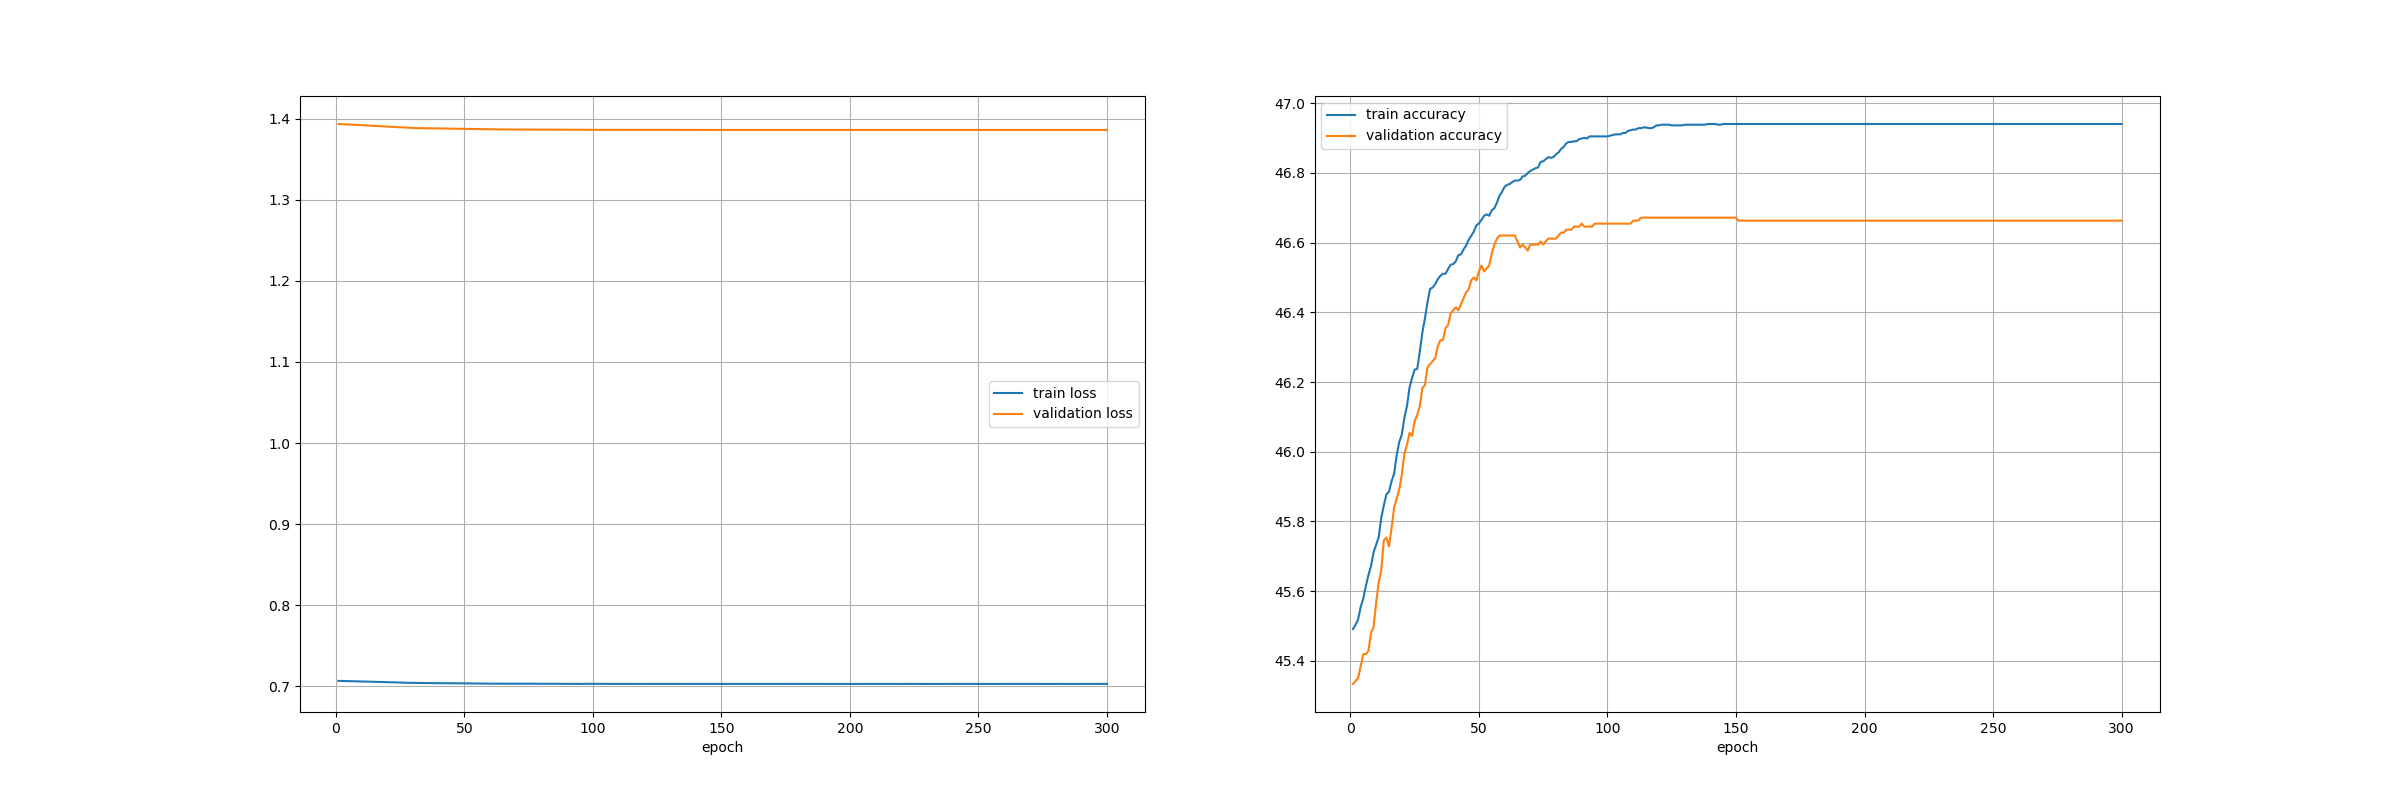 1.4
1.3
1.2
1.1
1.0
0.9
0.8
0.7
0 50 100 150 200 250 300
epoch
train loss
validation loss
47.0
46.8
46.6
46.4
46.2
46.0
45.8
45.6
45.4
0 50 100 150 200 250 300
epoch
train accuracy
validation accuracy